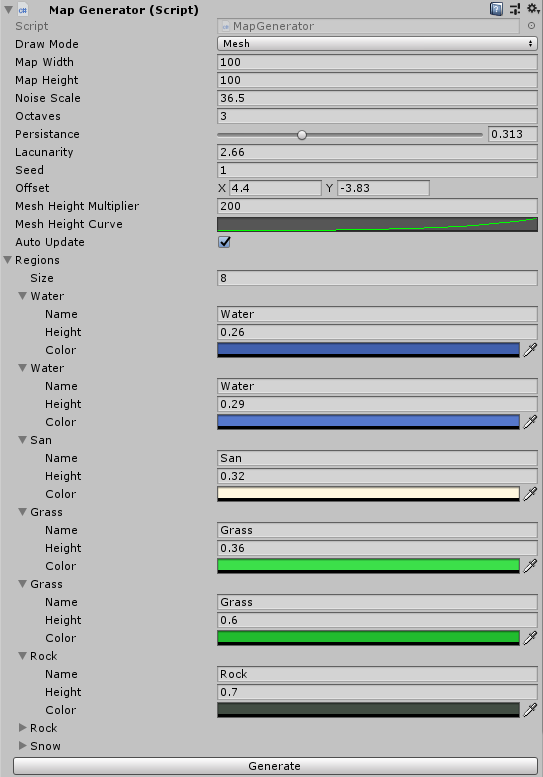 Map Generator (Script)
Script MapGenerator
Draw Mode Mesh
Map Width 100
Map Height 100
Noise Scale 36.5
Octaves 3
Persistance 0.313
Lacunarity 2.66
Seed 1
Offset X 4.4 Y -3.83
Mesh Height Multiplier 200
Mesh Height Curve
Auto Update
Regions
Size 8
Water
Name Water
Height 0.26
Color
Water
Name Water
Height 0.29
Color
San
Name San
Height 0.32
Color
Grass
Name Grass
Height 0.36
Color
Grass
Name Grass
Height 0.6
Color
Rock
Name Rock
Height 0.7
Color
Rock
Snow
Generate